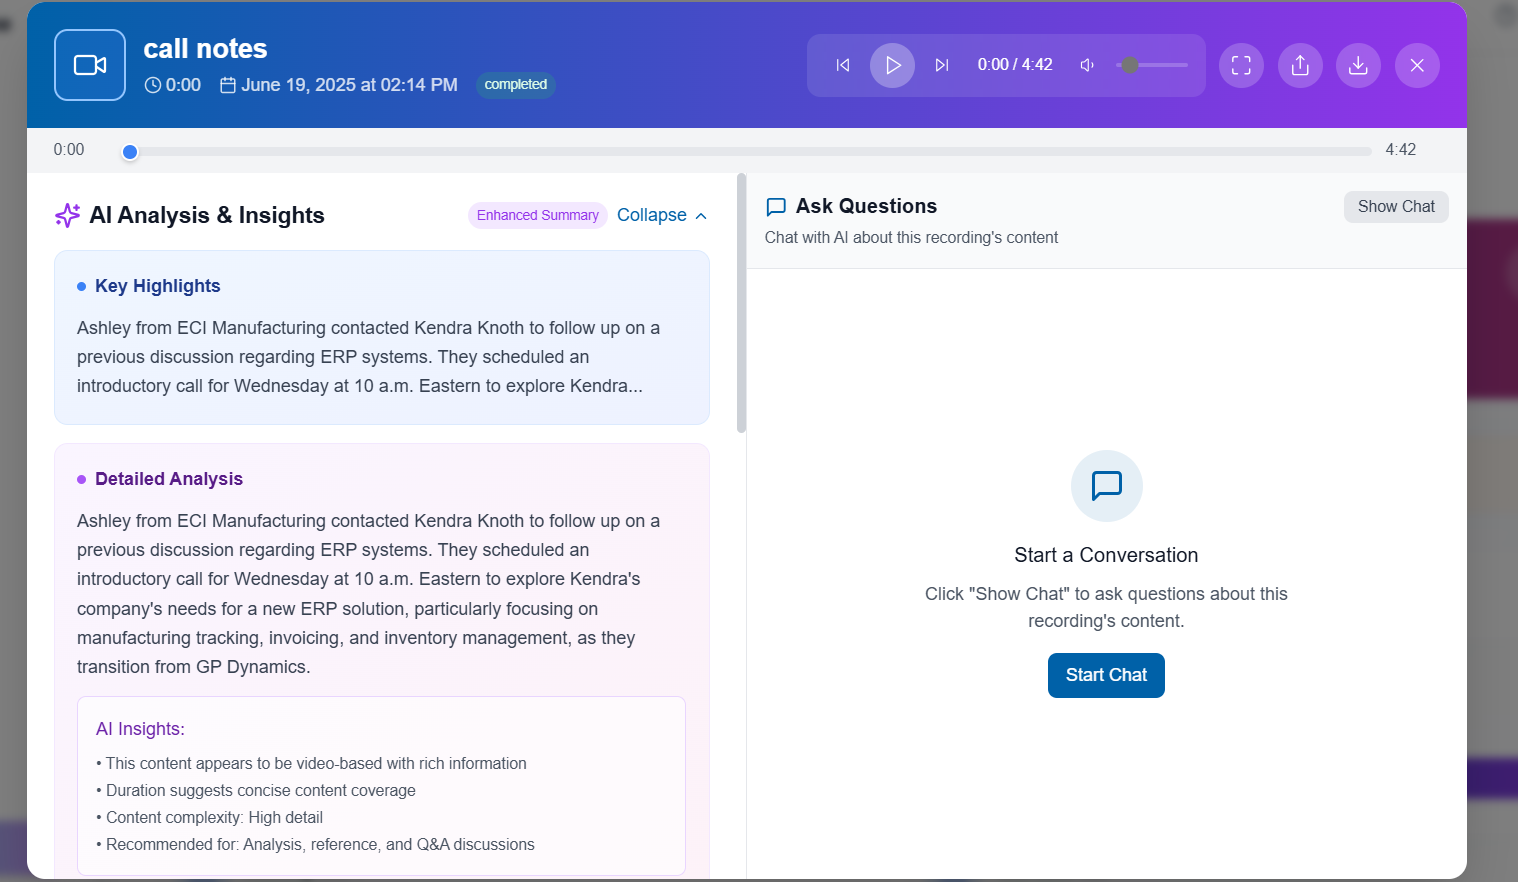 call notes
0:00 June 19, 2025 at 02:14 PM completed
0:00 / 4:42
0:00
4:42
AI Analysis & Insights
Enhanced Summary
Collapse
Key Highlights
Ashley from ECI Manufacturing contacted Kendra Knoth to follow up on a
previous discussion regarding ERP systems. They scheduled an
introductory call for Wednesday at 10 a.m. Eastern to explore Kendra...
Detailed Analysis
Ashley from ECI Manufacturing contacted Kendra Knoth to follow up on a
previous discussion regarding ERP systems. They scheduled an
introductory call for Wednesday at 10 a.m. Eastern to explore Kendra's
company's needs for a new ERP solution, particularly focusing on
manufacturing tracking, invoicing, and inventory management, as they
transition from GP Dynamics.
AI Insights:
• This content appears to be video-based with rich information
• Duration suggests concise content coverage
• Content complexity: High detail
• Recommended for: Analysis, reference, and Q&A discussions
Ask Questions
Show Chat
Chat with AI about this recording's content
Start a Conversation
Click "Show Chat" to ask questions about this
recording's content.
Start Chat